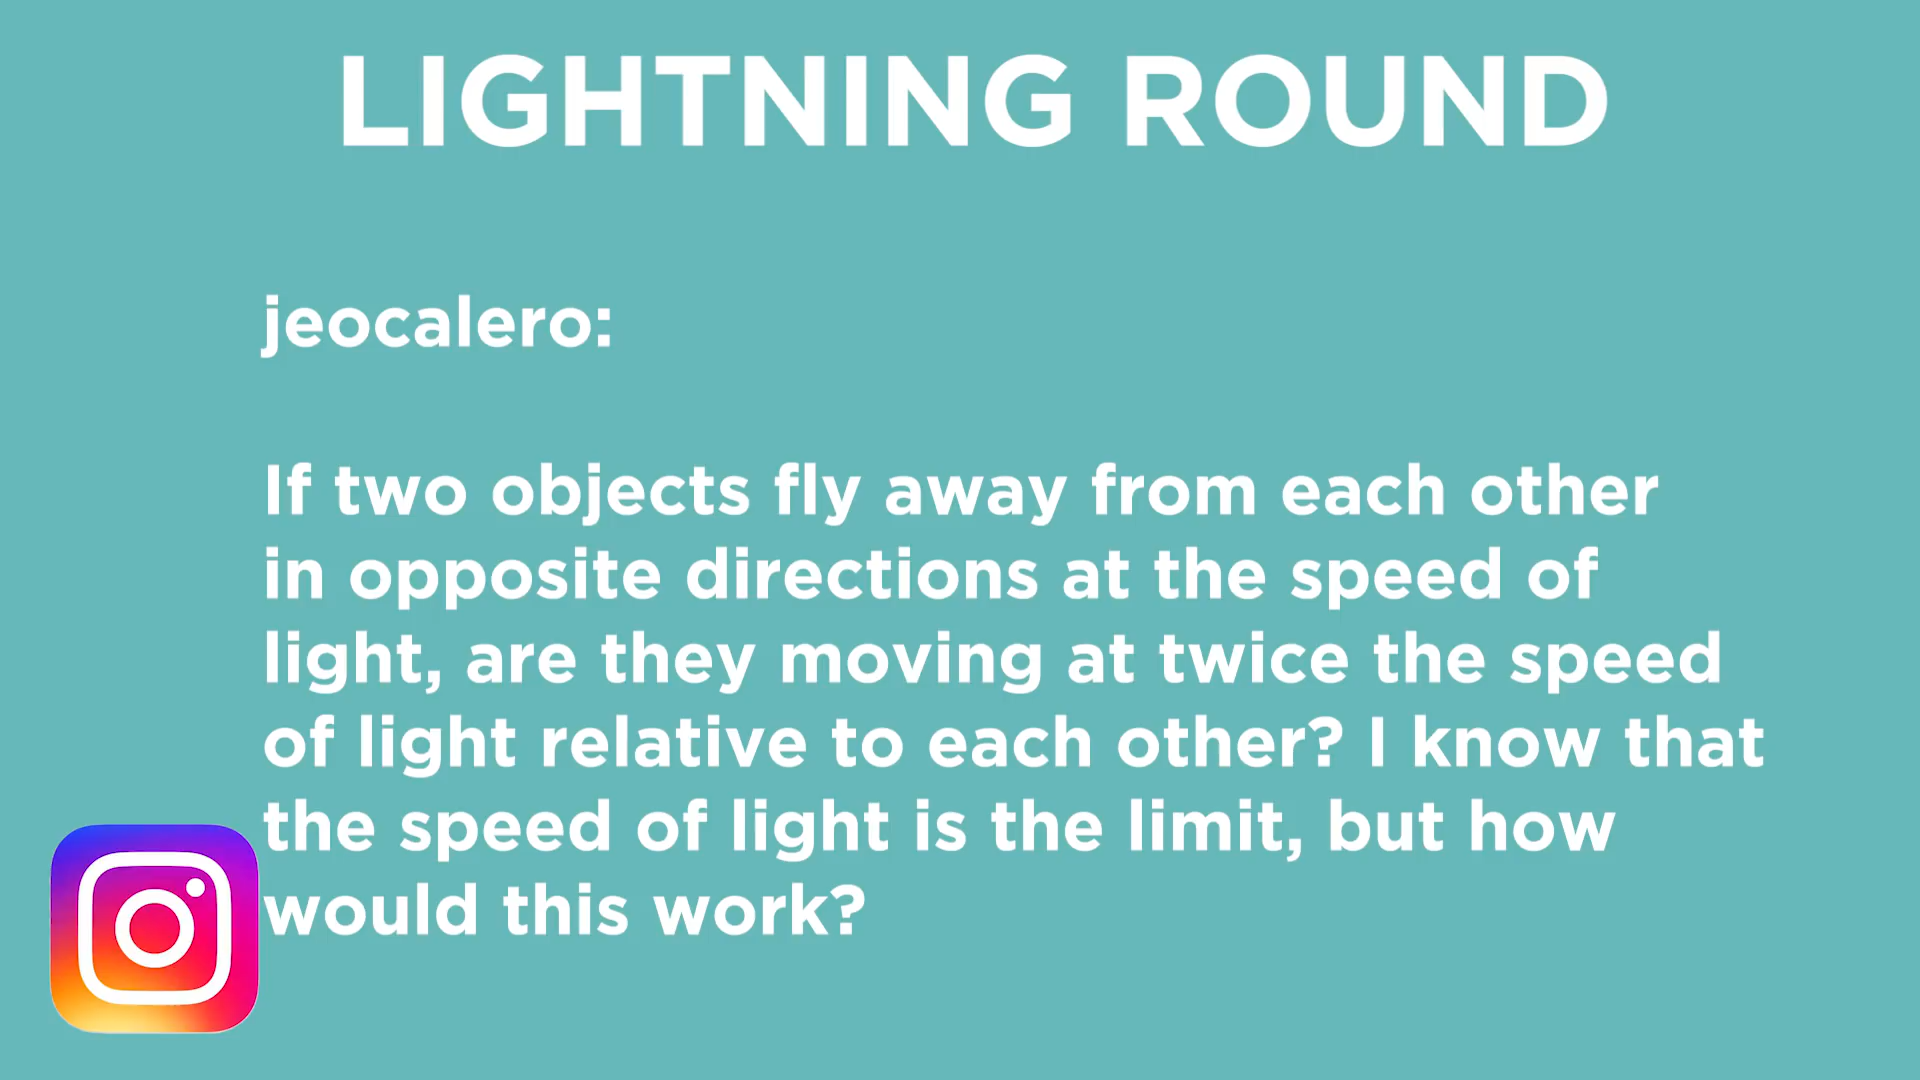 LIGHTNING ROUND
jeocalero:
If two objects fly away from each other
in opposite directions at the speed of
light, are they moving at twice the speed
of light relative to each other? I know that
the speed of light is the limit, but how
would this work?